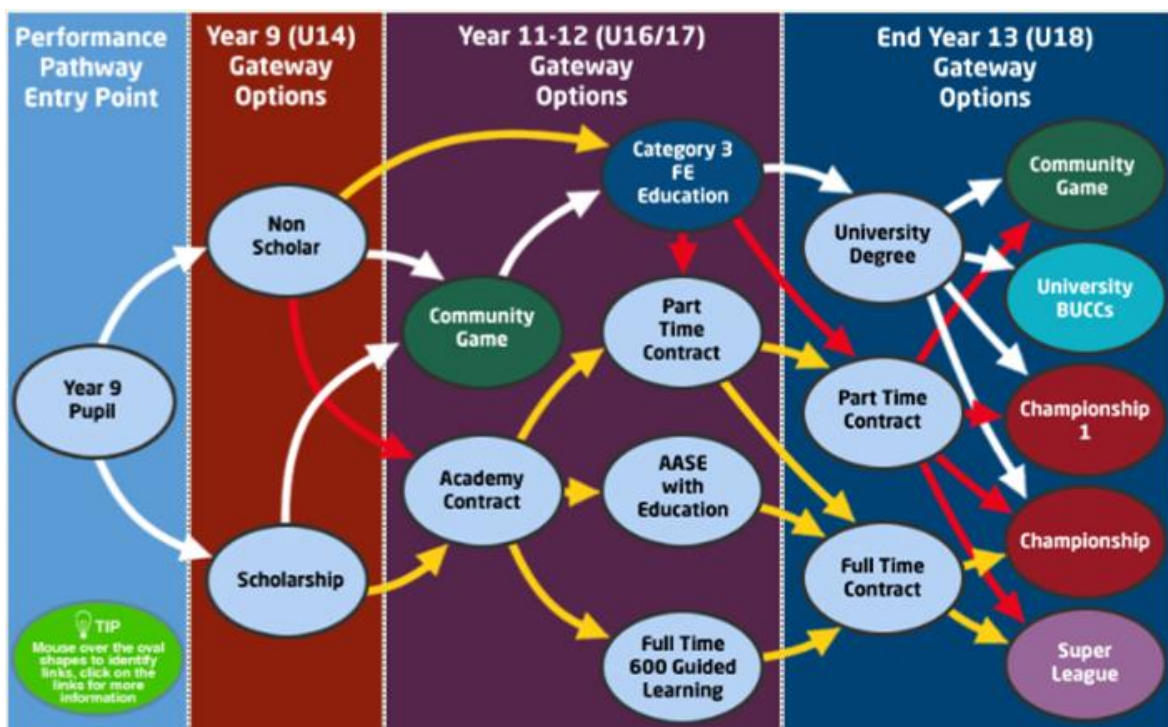 Performance
Pathway
Entry Point
Year 9 (U14)
Gateway
Options
Year 11-12 (U16/17)
Gateway
Options
End Year 13 (U18)
Gateway
Options
Year 9
Pupil
TIP
Mouse over the oval
shapes to identify
links, click on the
links for more
information
Non
Scholar
Scholarship
Community
Game
Academy
Contract
Category 3
FE
Education
Part
Time
Contract
AASE
with
Education
Full Time
600 Guided
Learning
University
Degree
Part Time
Contract
Full Time
Contract
Community
Game
University
BUCCs
Championship
1
Championship
Super
League